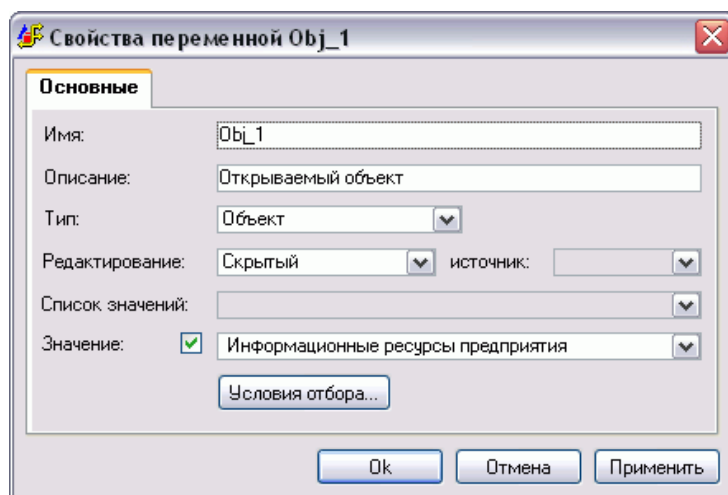 Свойства переменной Obj_1
Основные
Имя: Obj_1
Описание: Открываемый объект
Тип: Объект
Редактирование: Скрытый источник:
Список значений:
Значение: Информационные ресурсы предприятия
Условия отбора...
Ok Отмена Применить